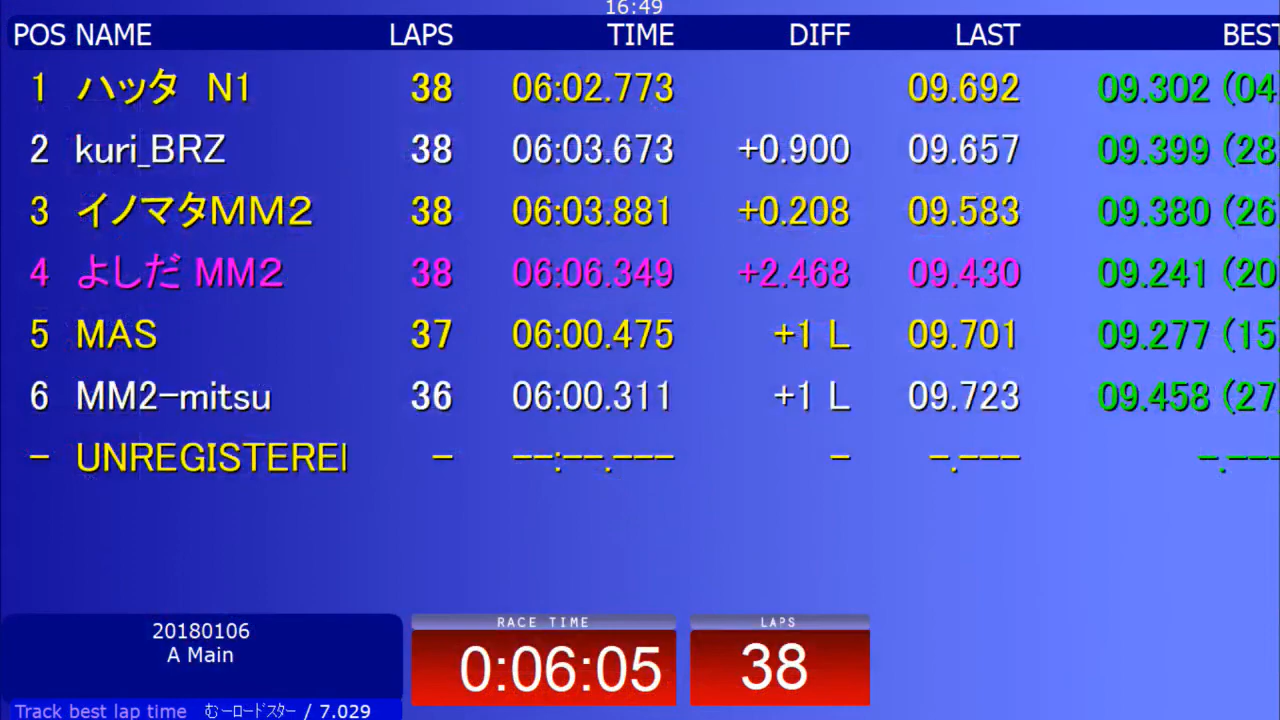 16:49
POS NAME LAPS TIME DIFF LAST BEST
1 ハッタ N1 38 06:02.773 09.692 09.302 (04
2 kuri_BRZ 38 06:03.673 +0.900 09.657 09.399 (28
3 イノマタMM2 38 06:03.881 +0.208 09.583 09.380 (26
4 よしだ MM2 38 06:06.349 +2.468 09.430 09.241 (20
5 MAS 37 06:00.475 +1 L 09.701 09.277 (15
6 MM2-mitsu 36 06:00.311 +1 L 09.723 09.458 (27
- UNREGISTERE - --:--.--- - -.--- -.---
20180106
A Main
RACE TIME
0:06:05
LAPS
38
Track best lap time むーロードスター / 7.029